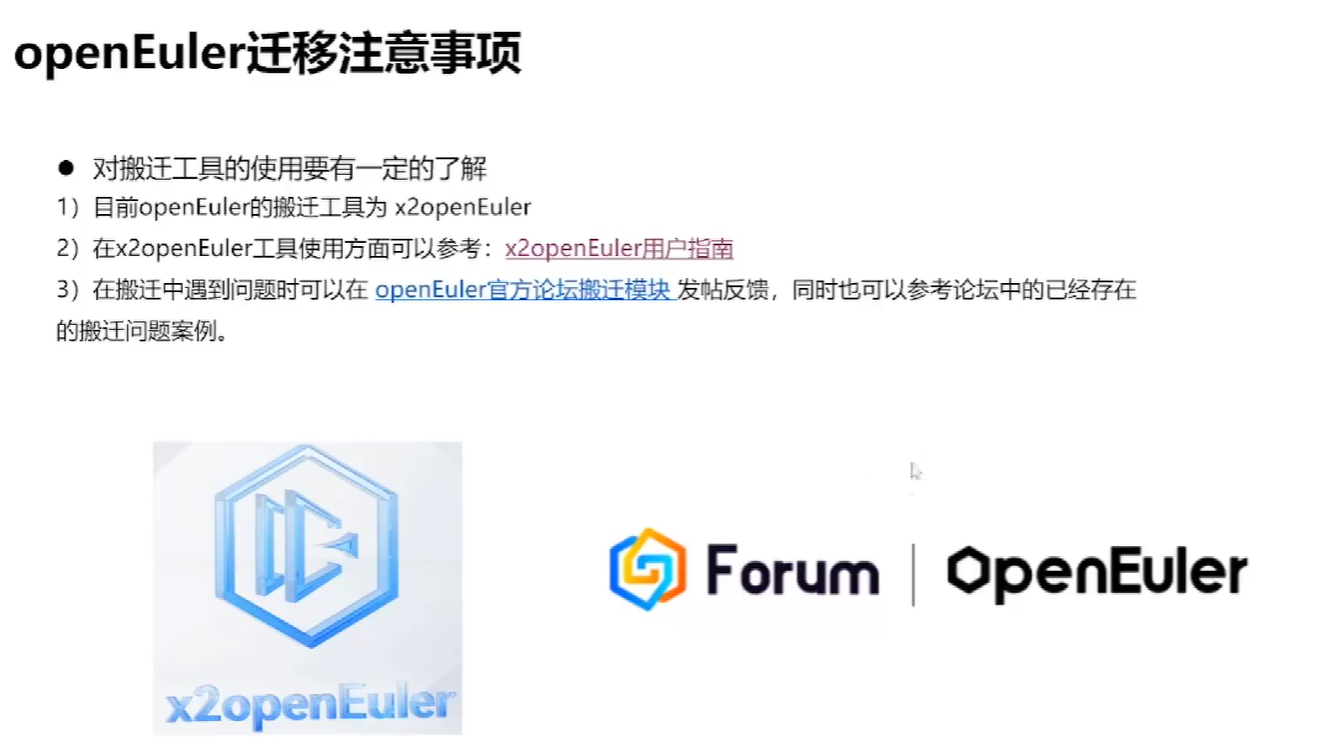 openEuler迁移注意事项
● 对搬迁工具的使用要有一定的了解
1）目前openEuler的搬迁工具为 x2openEuler
2）在x2openEuler工具使用方面可以参考：x2openEuler用户指南
3）在搬迁中遇到问题时可以在 openEuler官方论坛搬迁模块 发帖反馈，同时也可以参考论坛中的已经存在
的搬迁问题案例。
Forum | OpenEuler
x2openEuler